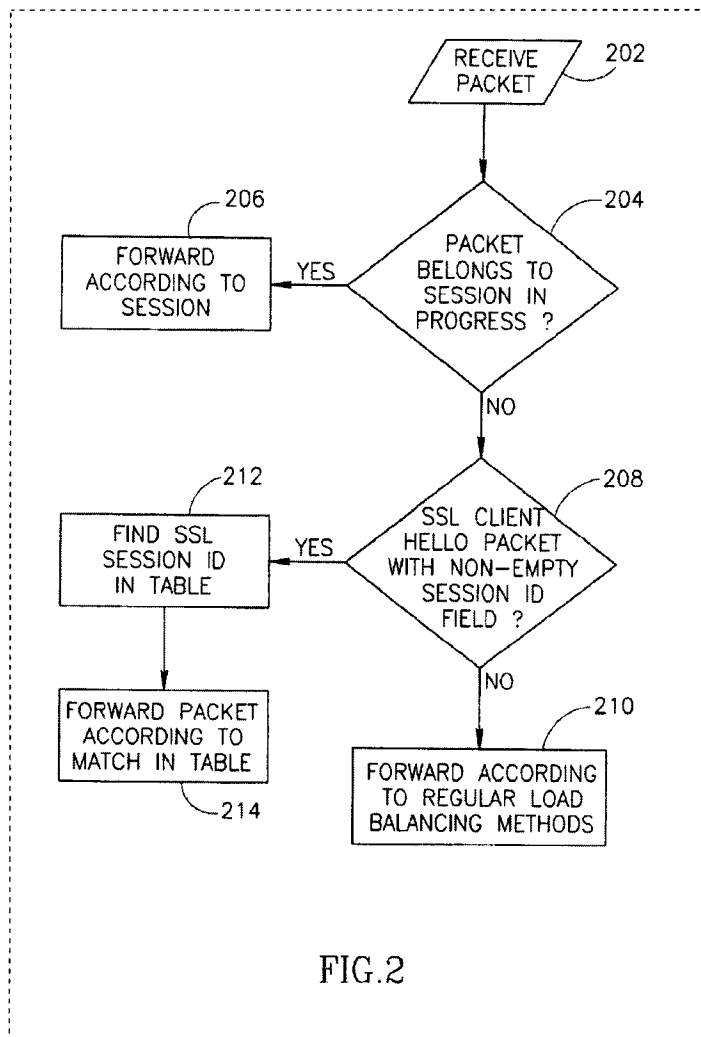 RECEIVE
PACKET
202
204
PACKET
BELONGS TO
SESSION IN
PROGRESS ?
YES
206
FORWARD
ACCORDING TO
SESSION
NO
208
SSL CLIENT
HELLO PACKET
WITH NON-EMPTY
SESSION ID
FIELD ?
YES
212
FIND SSL
SESSION ID
IN TABLE
FORWARD PACKET
ACCORDING TO
MATCH IN TABLE
214
NO
210
FORWARD ACCORDING
TO REGULAR LOAD
BALANCING METHODS
FIG.2